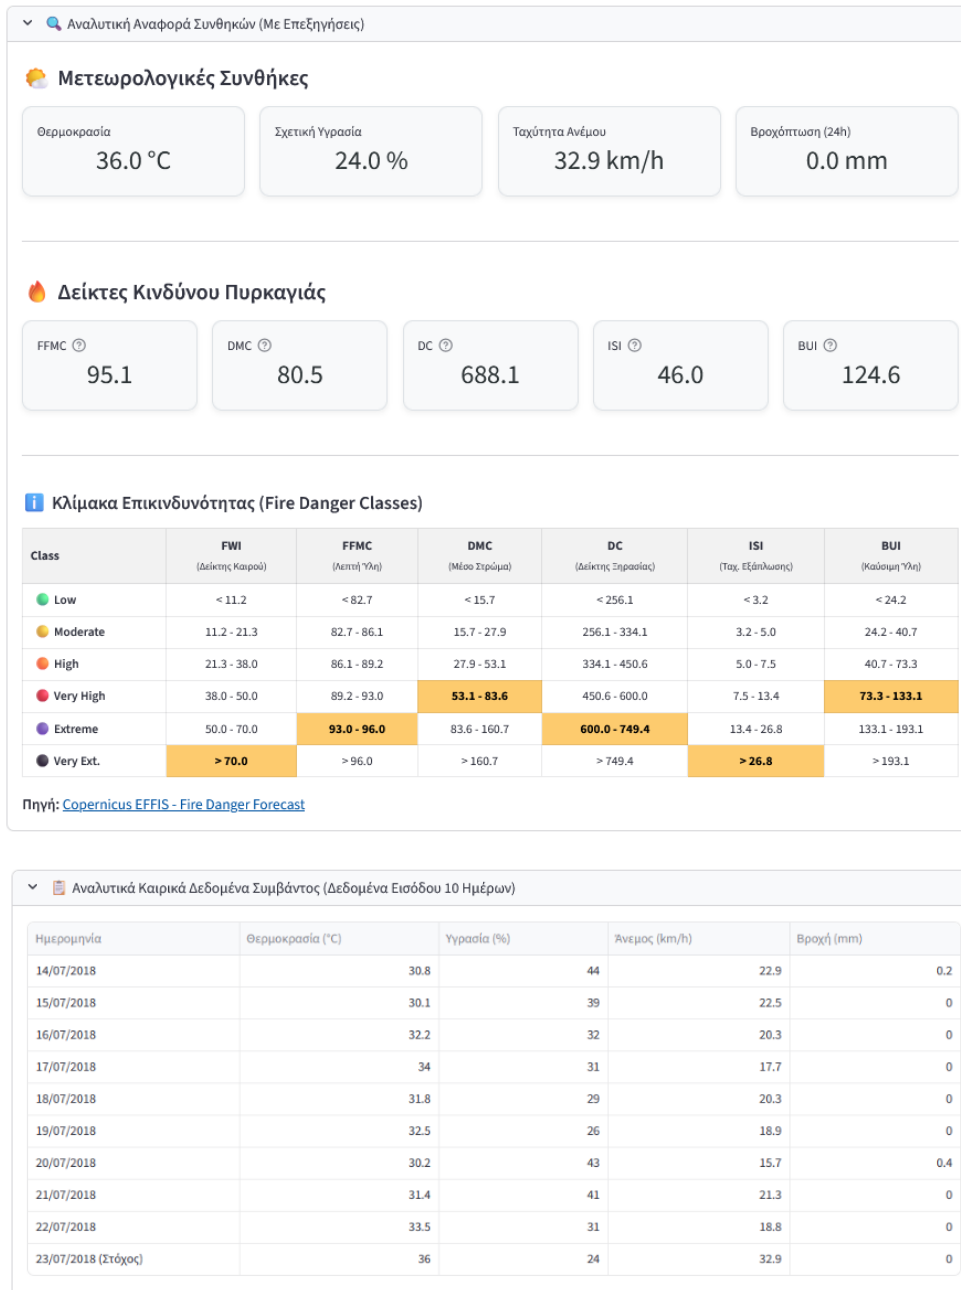 Αναλυτική Αναφορά Συνθηκών (Με Επεξηγήσεις)
Μετεωρολογικές Συνθήκες
Θερμοκρασία Σχετική Υγρασία Ταχύτητα Ανέμου Βροχόπτωση (24h)
36.0 °C 24.0 % 32.9 km/h 0.0 mm
Δείκτες Κινδύνου Πυρκαγιάς
FFMC DMC DC ISI BUI
95.1 80.5 688.1 46.0 124.6
Κλίμακα Επικινδυνότητας (Fire Danger Classes)
Class FWI FFMC DMC DC ISI BUI
(Δείκτης Καιρού) (Λεπτή Ύλη) (Μέσο Στρώμα) (Δείκτης Ξηρασίας) (Ταχ. Εξάπλωσης) (Καύσιμη Ύλη)
Low < 11.2 < 82.7 < 15.7 < 256.1 < 3.2 < 24.2
Moderate 11.2 - 21.3 82.7 - 86.1 15.7 - 27.9 256.1 - 334.1 3.2 - 5.0 24.2 - 40.7
High 21.3 - 38.0 86.1 - 89.2 27.9 - 53.1 334.1 - 450.6 5.0 - 7.5 40.7 - 73.3
Very High 38.0 - 50.0 89.2 - 93.0 53.1 - 83.6 450.6 - 600.0 7.5 - 13.4 73.3 - 133.1
Extreme 50.0 - 70.0 93.0 - 96.0 83.6 - 160.7 600.0 - 749.4 13.4 - 26.8 133.1 - 193.1
Very Ext. > 70.0 > 96.0 > 160.7 > 749.4 > 26.8 > 193.1
Πηγή: Copernicus EFFIS - Fire Danger Forecast
Αναλυτικά Καιρικά Δεδομένα Συμβάντος (Δεδομένα Εισόδου 10 Ημέρων)
Ημερομηνία Θερμοκρασία (°C) Υγρασία (%) Άνεμος (km/h) Βροχή (mm)
14/07/2018 30.8 44 22.9 0.2
15/07/2018 30.1 39 22.5 0
16/07/2018 32.2 32 20.3 0
17/07/2018 34 31 17.7 0
18/07/2018 31.8 29 20.3 0
19/07/2018 32.5 26 18.9 0
20/07/2018 30.2 43 15.7 0.4
21/07/2018 31.4 41 21.3 0
22/07/2018 33.5 31 18.8 0
23/07/2018 (Στόχος) 36 24 32.9 0